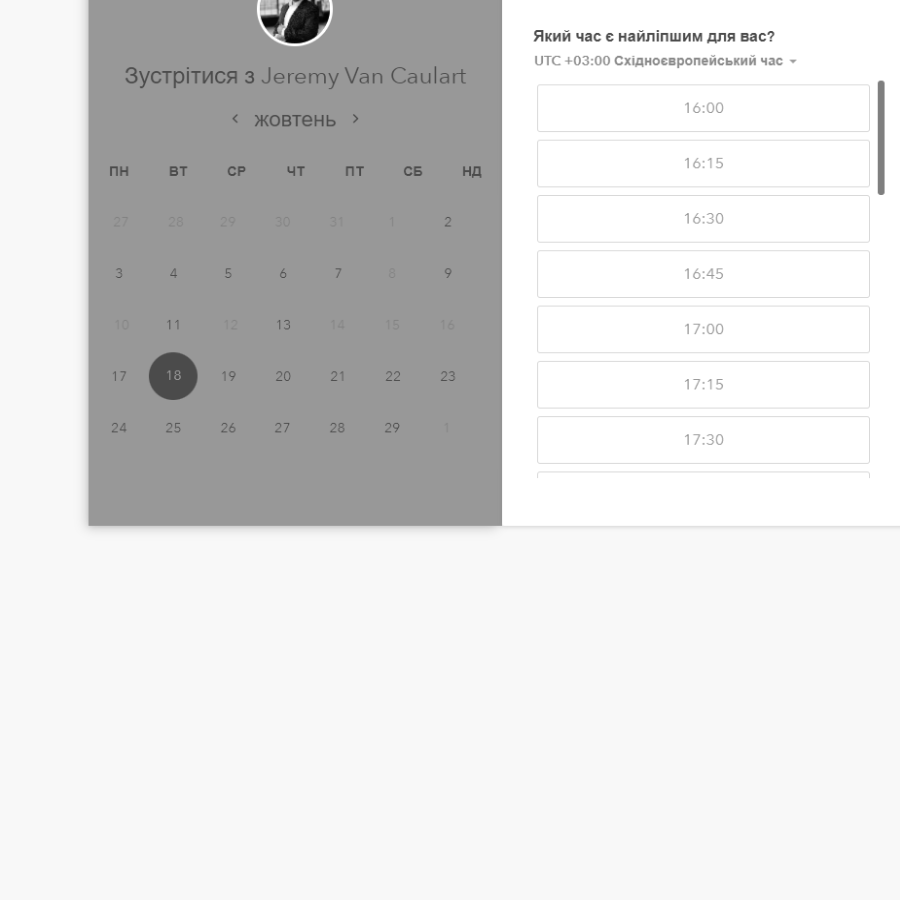 Зустрітися з Jeremy Van Caulart
жовтень
ПН ВТ СР ЧТ ПТ СБ НД
27 28 29 30 31 1 2
3 4 5 6 7 8 9
10 11 12 13 14 15 16
17 18 19 20 21 22 23
24 25 26 27 28 29 1
Який час є найліпшим для вас?
UTC +03:00 Східноєвропейський час
16:00
16:15
16:30
16:45
17:00
17:15
17:30